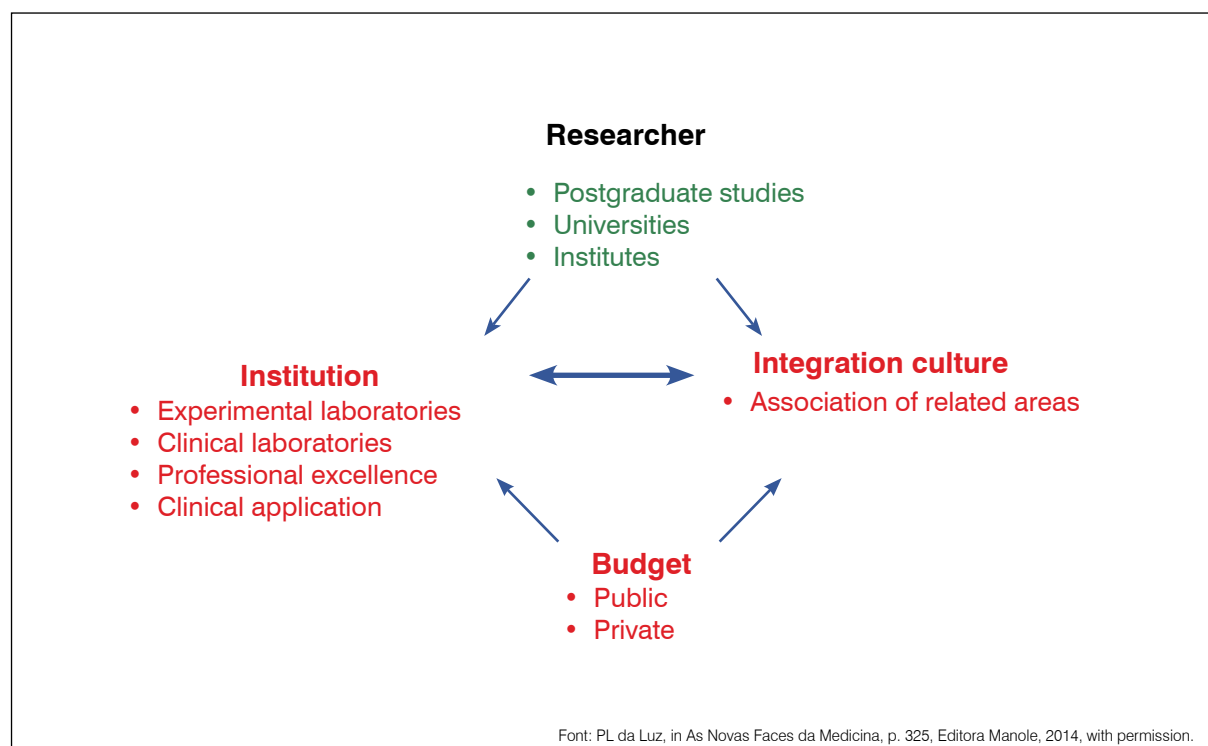 Researcher
• Postgraduate studies
• Universities
• Institutes
Institution
• Experimental laboratories
• Clinical laboratories
• Professional excellence
• Clinical application
Integration culture
• Association of related areas
Budget
• Public
• Private
Font: PL da Luz, in As Novas Faces da Medicina, p. 325, Editora Manole, 2014, with permission.